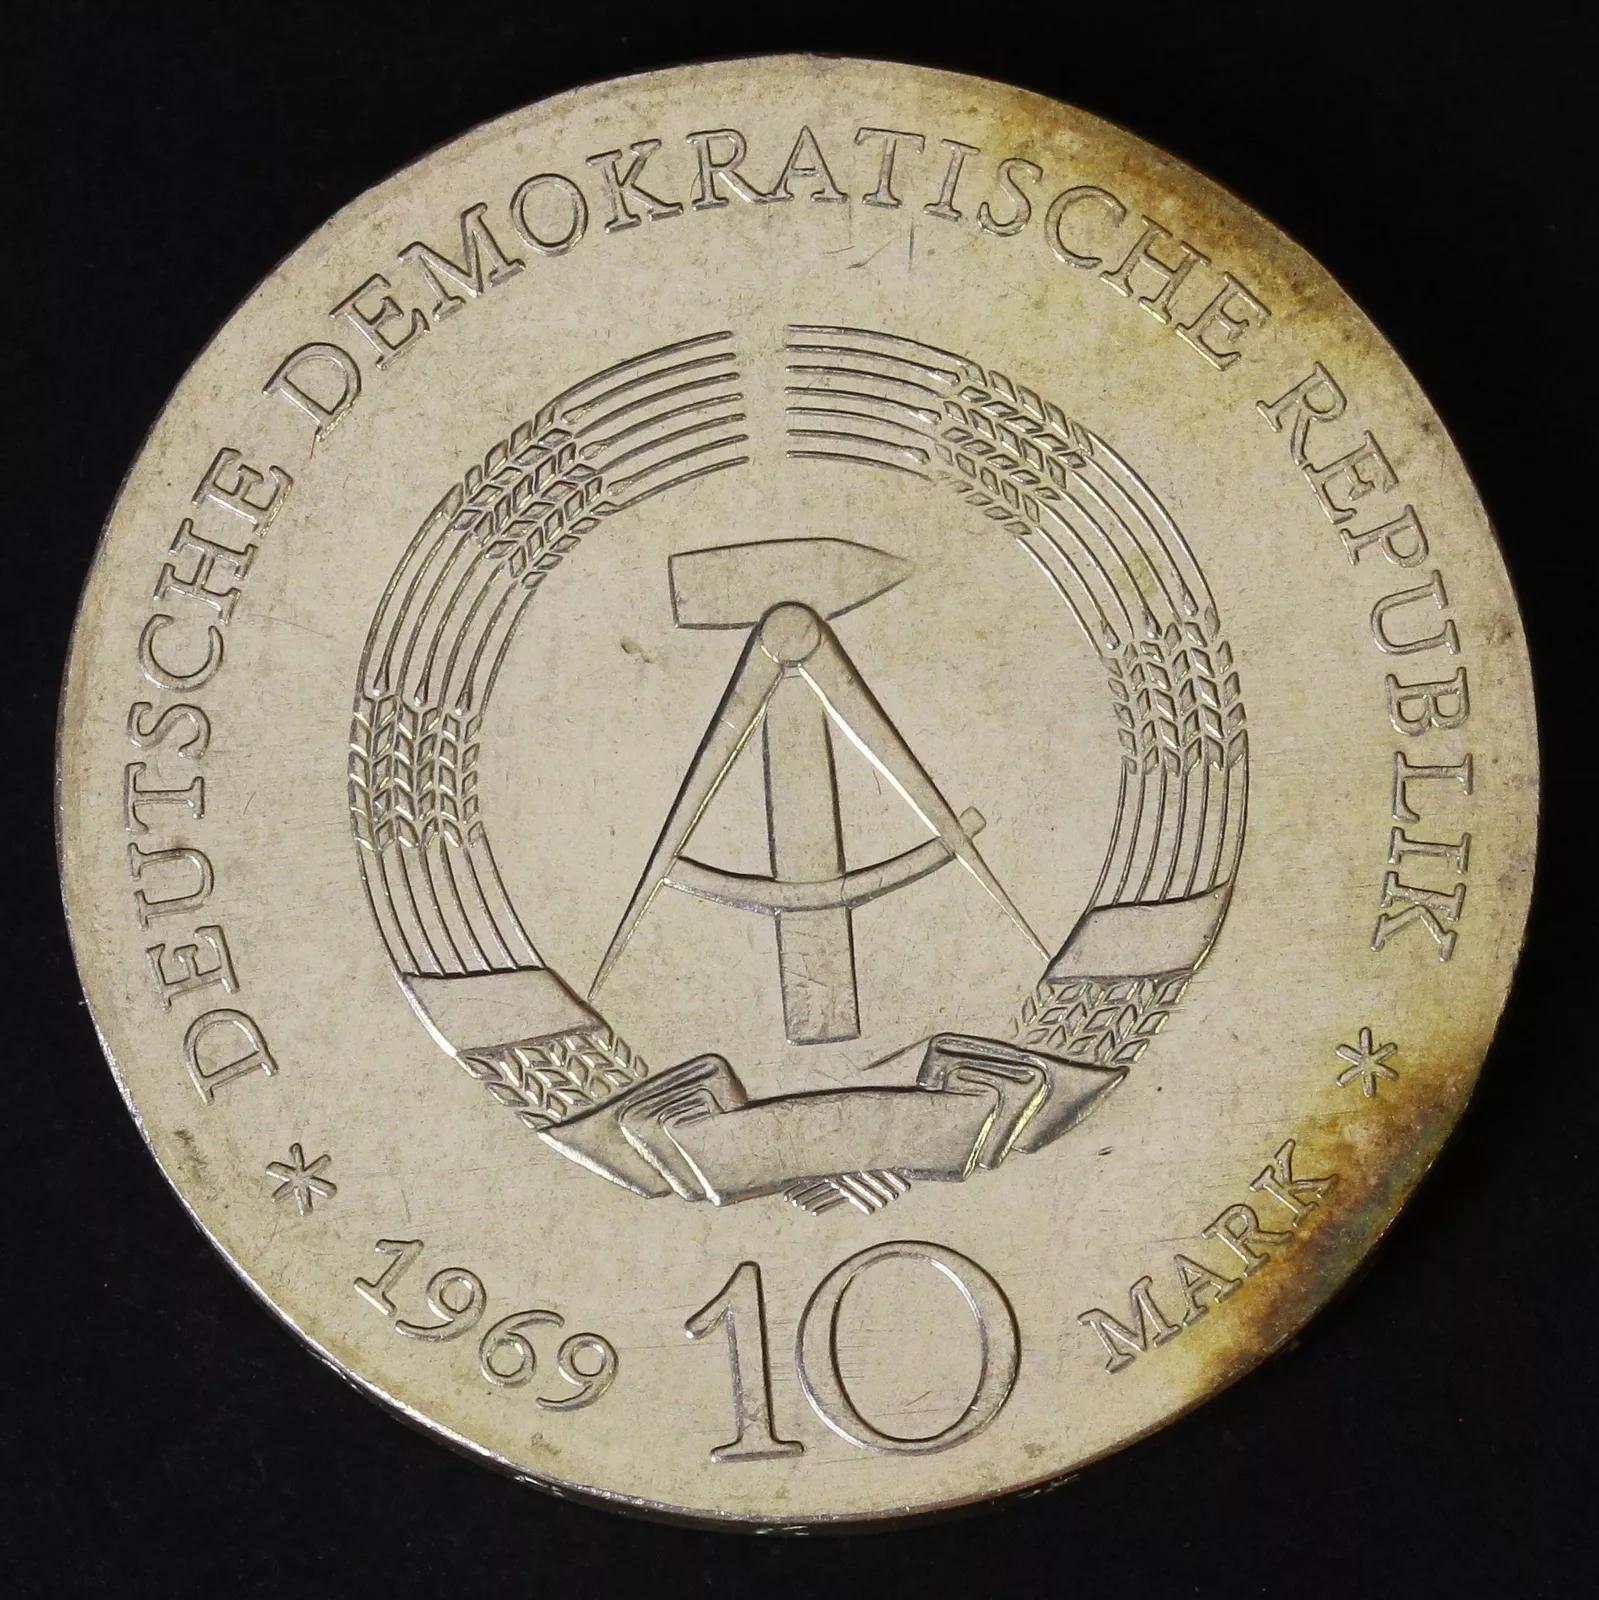 DEUTSCHE DEMOKRATISCHE REPUBLIK
* 1969 10 MARK *